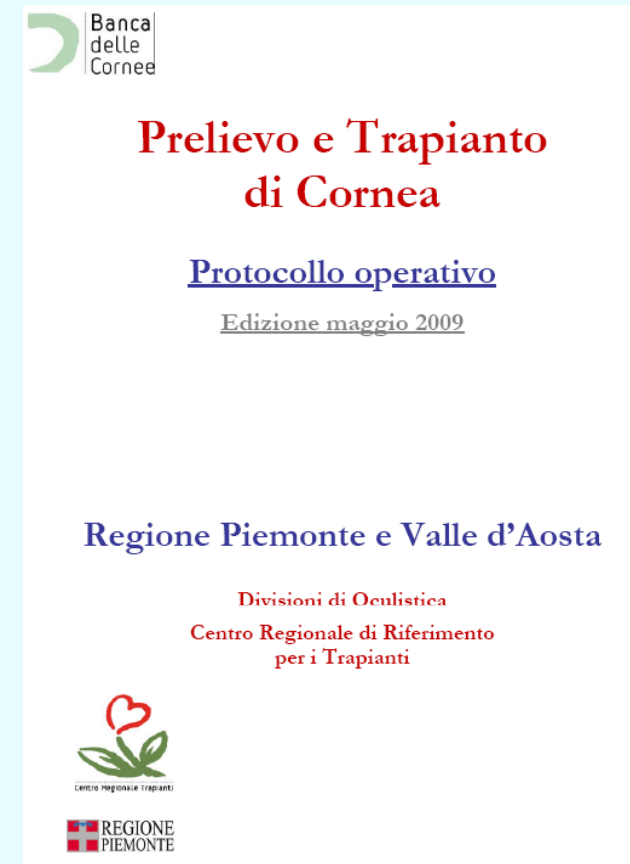 Banca
delle
Cornee
Prelievo e Trapianto
di Cornea
Protocollo operativo
Edizione maggio 2009
Regione Piemonte e Valle d'Aosta
Divisioni di Oculistica
Centro Regionale di Riferimento
per i Trapianti
Centro Regionale Trapianti
REGIONE
PIEMONTE